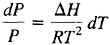 dP/P = ΔH/RT² dT